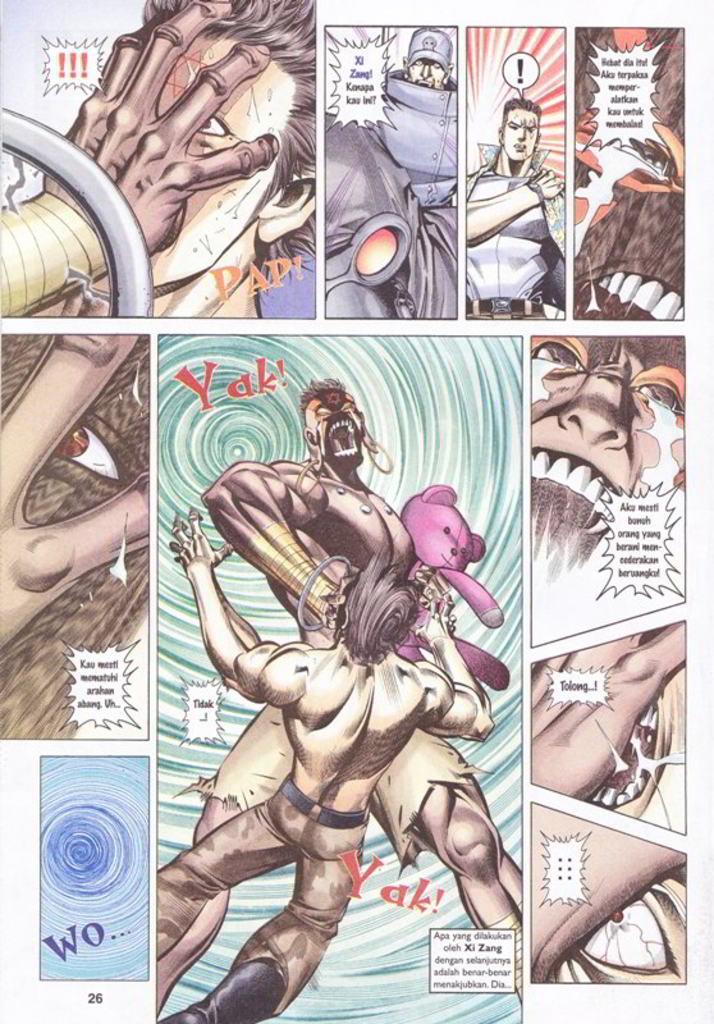 !!!
PAP!
Xi
Zang!
Kenapa
kau ini?
!
Hebat dia itu!
Aku terpaksa
memper-
alatkan
kau untuk
membalas!
Kau mesti
mematuhi
arahan
abang. Uh...
Yak!
Tidak
...!
Yak!
Apa yang dilakukan
oleh Xi Zang
dengan selanjutnya
adalah benar-benar
menakjubkan. Dia...
Aku mesti
bunuh
orang yang
berani men-
cederakan
beruangku!
Tolong...!
::::
WO...
26